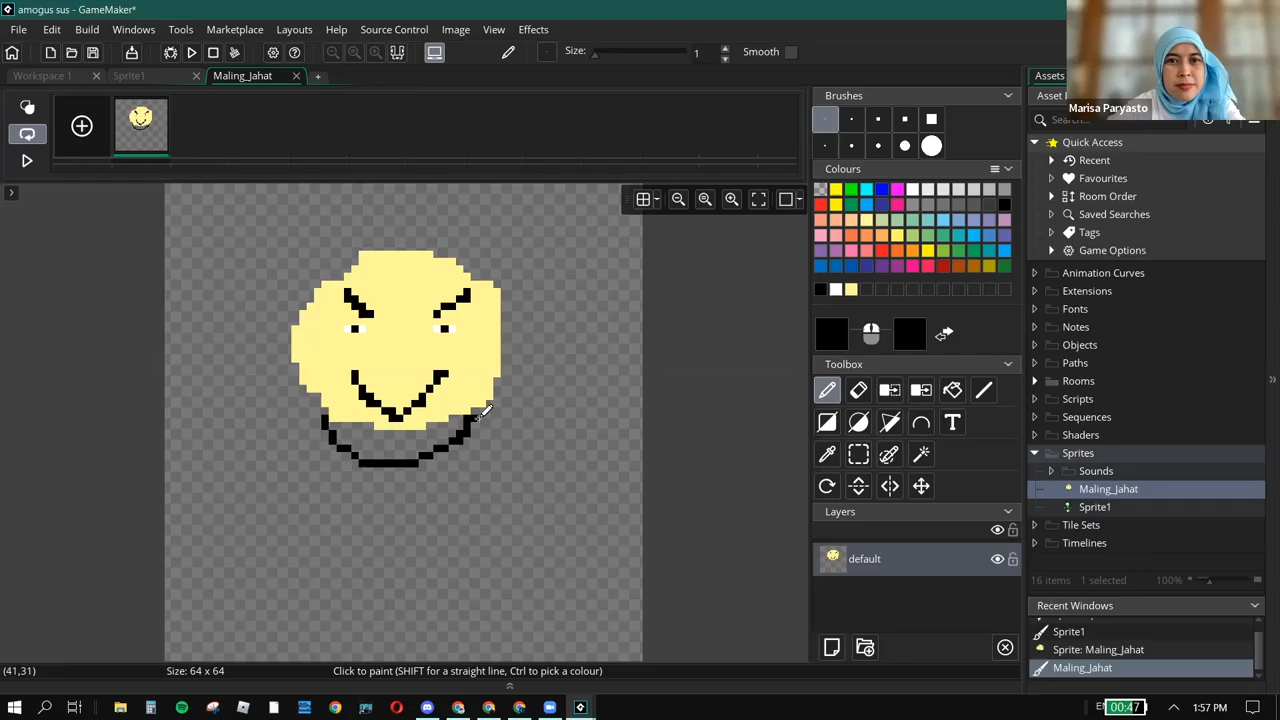 amogus sus - GameMaker*
File Edit Build Windows Tools Marketplace Layouts Help Source Control Image View Effects
Size: 1 Smooth
Workspace 1 Sprite1 Maling_Jahat
Marisa Paryasto
Assets
Search...
Brushes
Colours
Toolbox
T
Layers
default
Quick Access
Recent
Favourites
Room Order
Saved Searches
Tags
Game Options
Animation Curves
Extensions
Fonts
Notes
Objects
Paths
Rooms
Scripts
Sequences
Shaders
Sprites
Sounds
Maling_Jahat
Sprite1
Tile Sets
Timelines
16 items 1 selected 100%
Recent Windows
Sprite1
Sprite: Maling_Jahat
Maling_Jahat
(41,31) Size: 64 x 64 Click to paint (SHIFT for a straight line, Ctrl to pick a colour)
00:47 1:57 PM